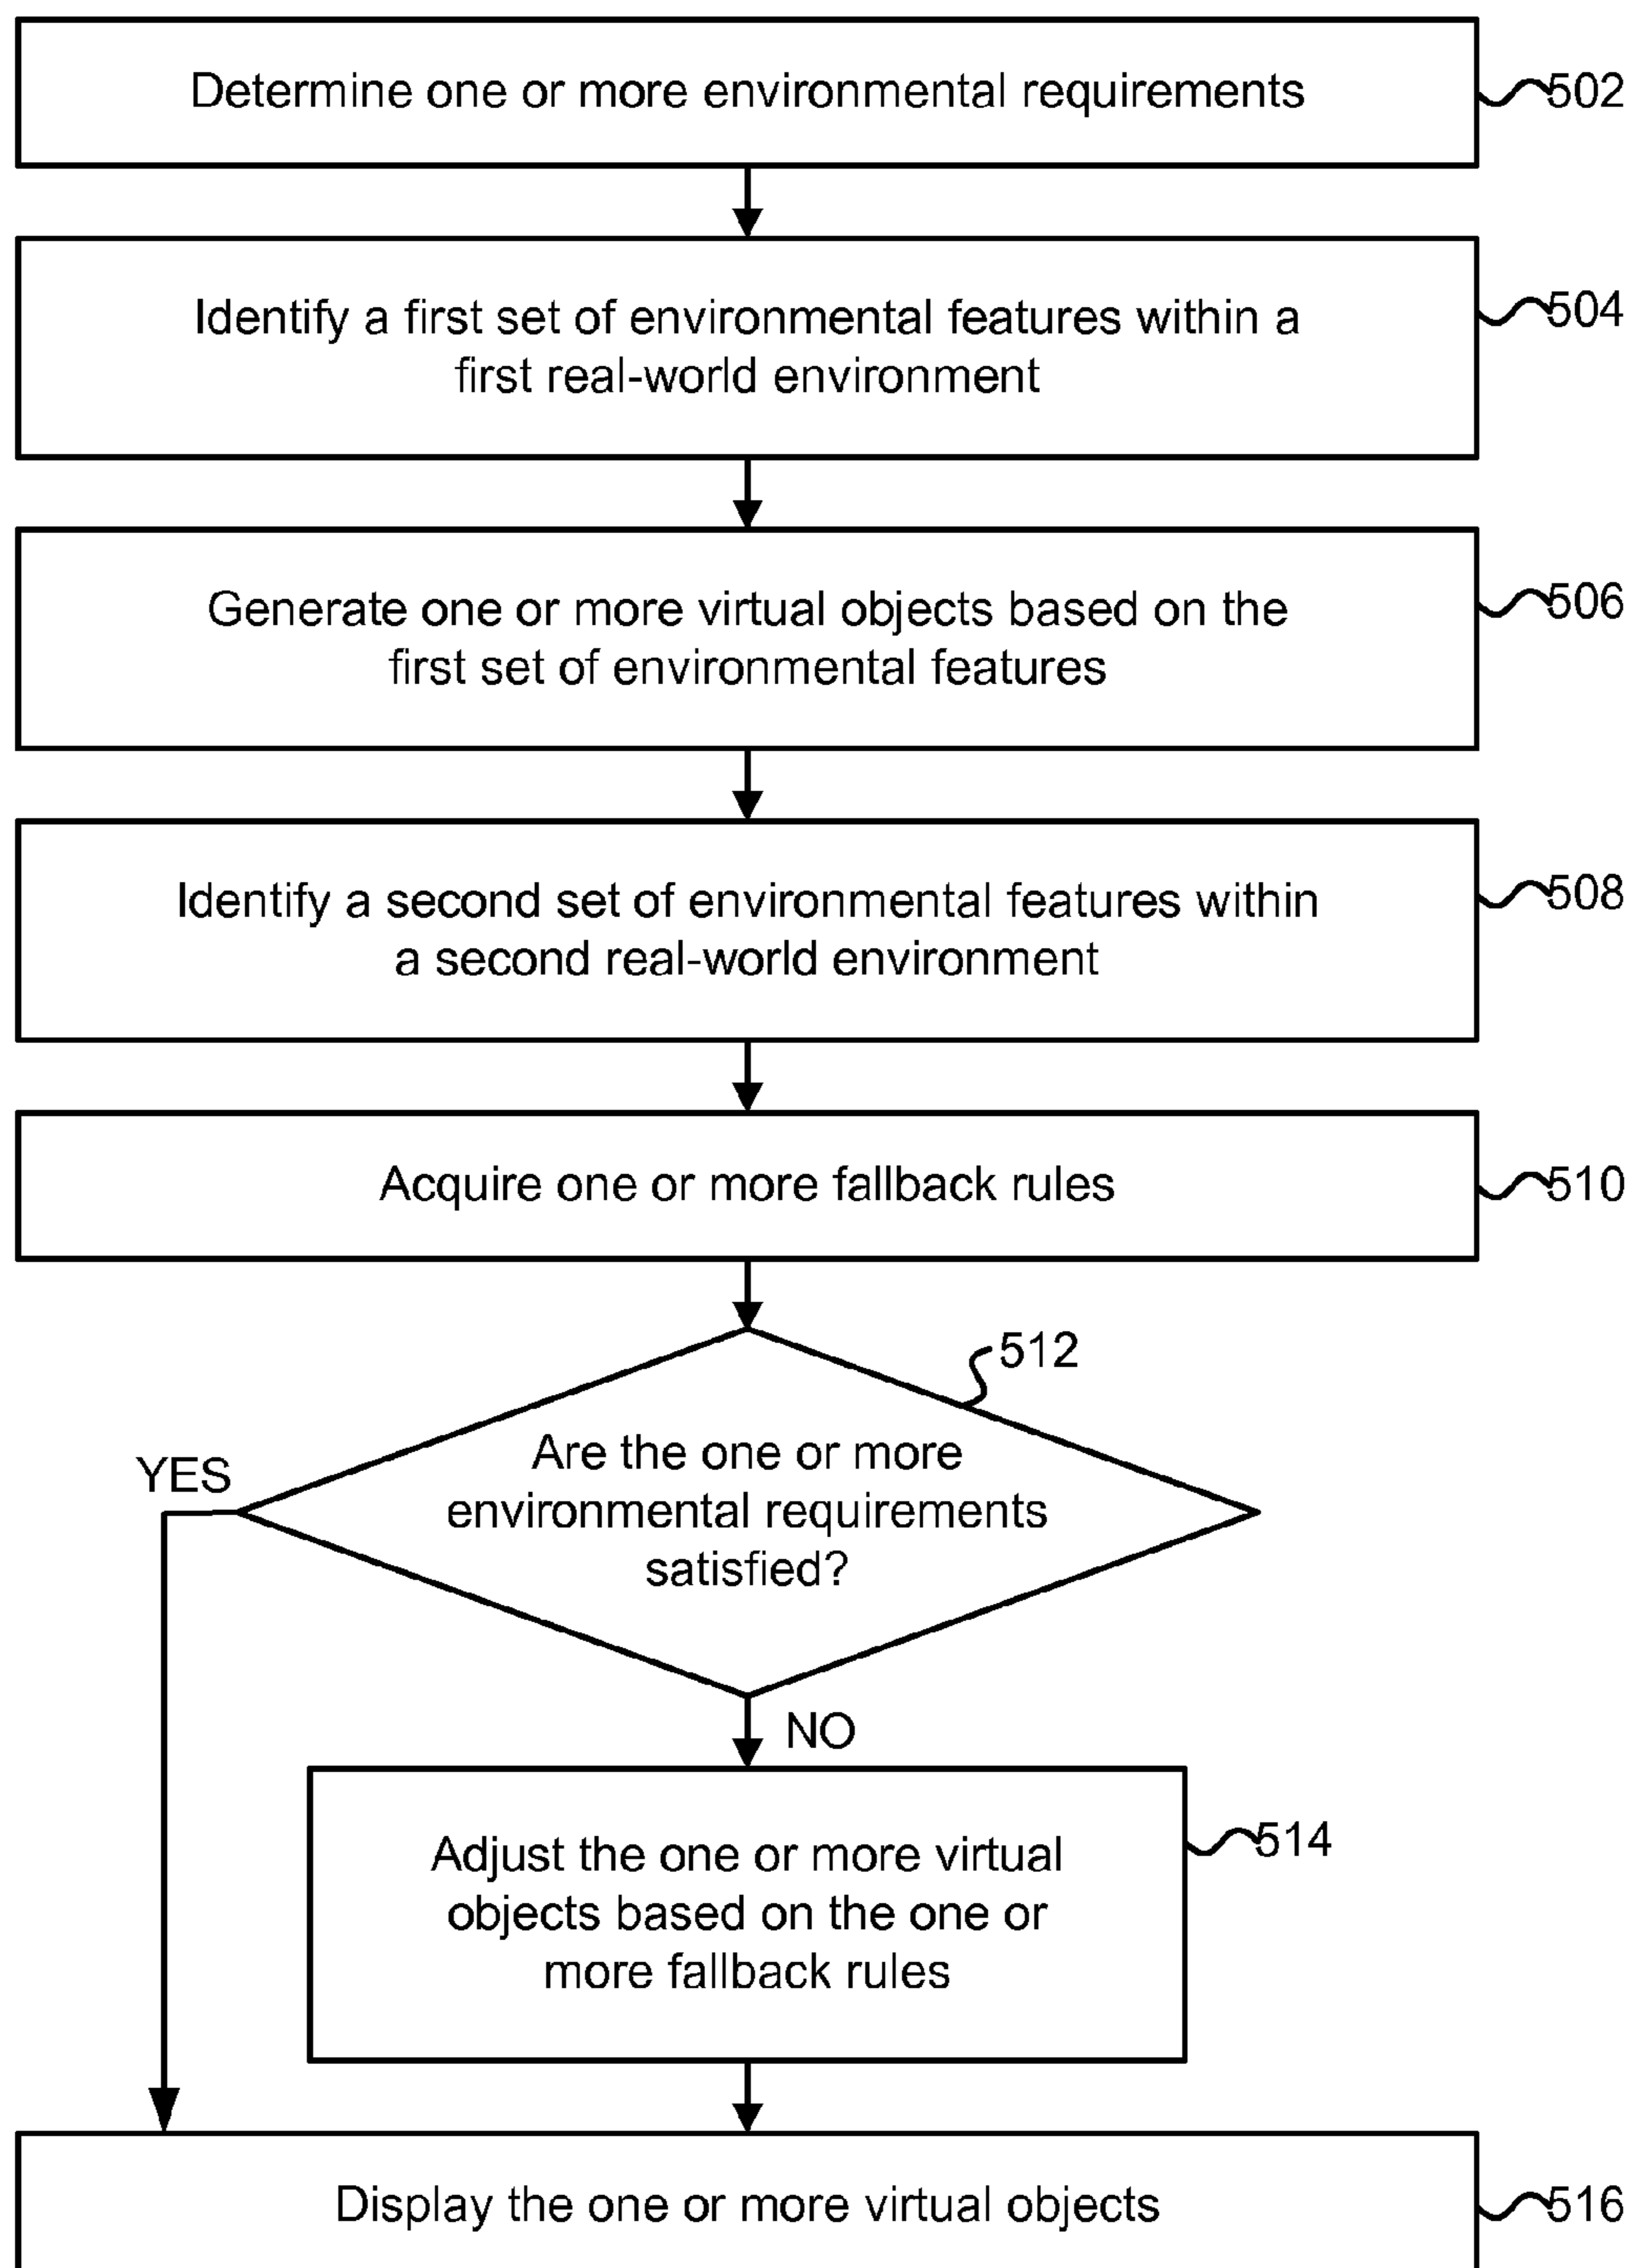 Determine one or more environmental requirements
502
Identify a first set of environmental features within a
first real-world environment
504
Generate one or more virtual objects based on the
first set of environmental features
506
Identify a second set of environmental features within
a second real-world environment
508
Acquire one or more fallback rules
510
512
Are the one or more
environmental requirements
satisfied?
YES
NO
Adjust the one or more virtual
objects based on the one or
more fallback rules
514
Display the one or more virtual objects
516